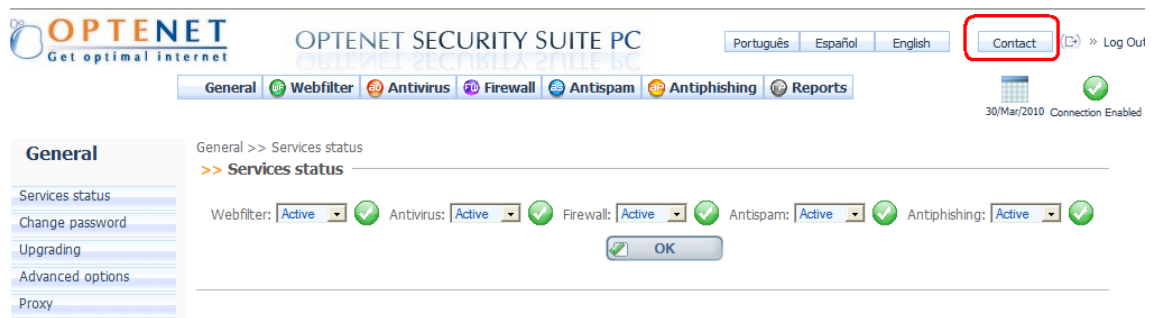 OPTENET
Get optimal internet
OPTENET SECURITY SUITE PC
Português Español English Contact » Log Out
General Webfilter Antivirus Firewall Antispam Antiphishing Reports
30/Mar/2010 Connection Enabled
General
Services status
Change password
Upgrading
Advanced options
Proxy
General >> Services status
>> Services status
Webfilter: Active Antivirus: Active Firewall: Active Antispam: Active Antiphishing: Active
OK